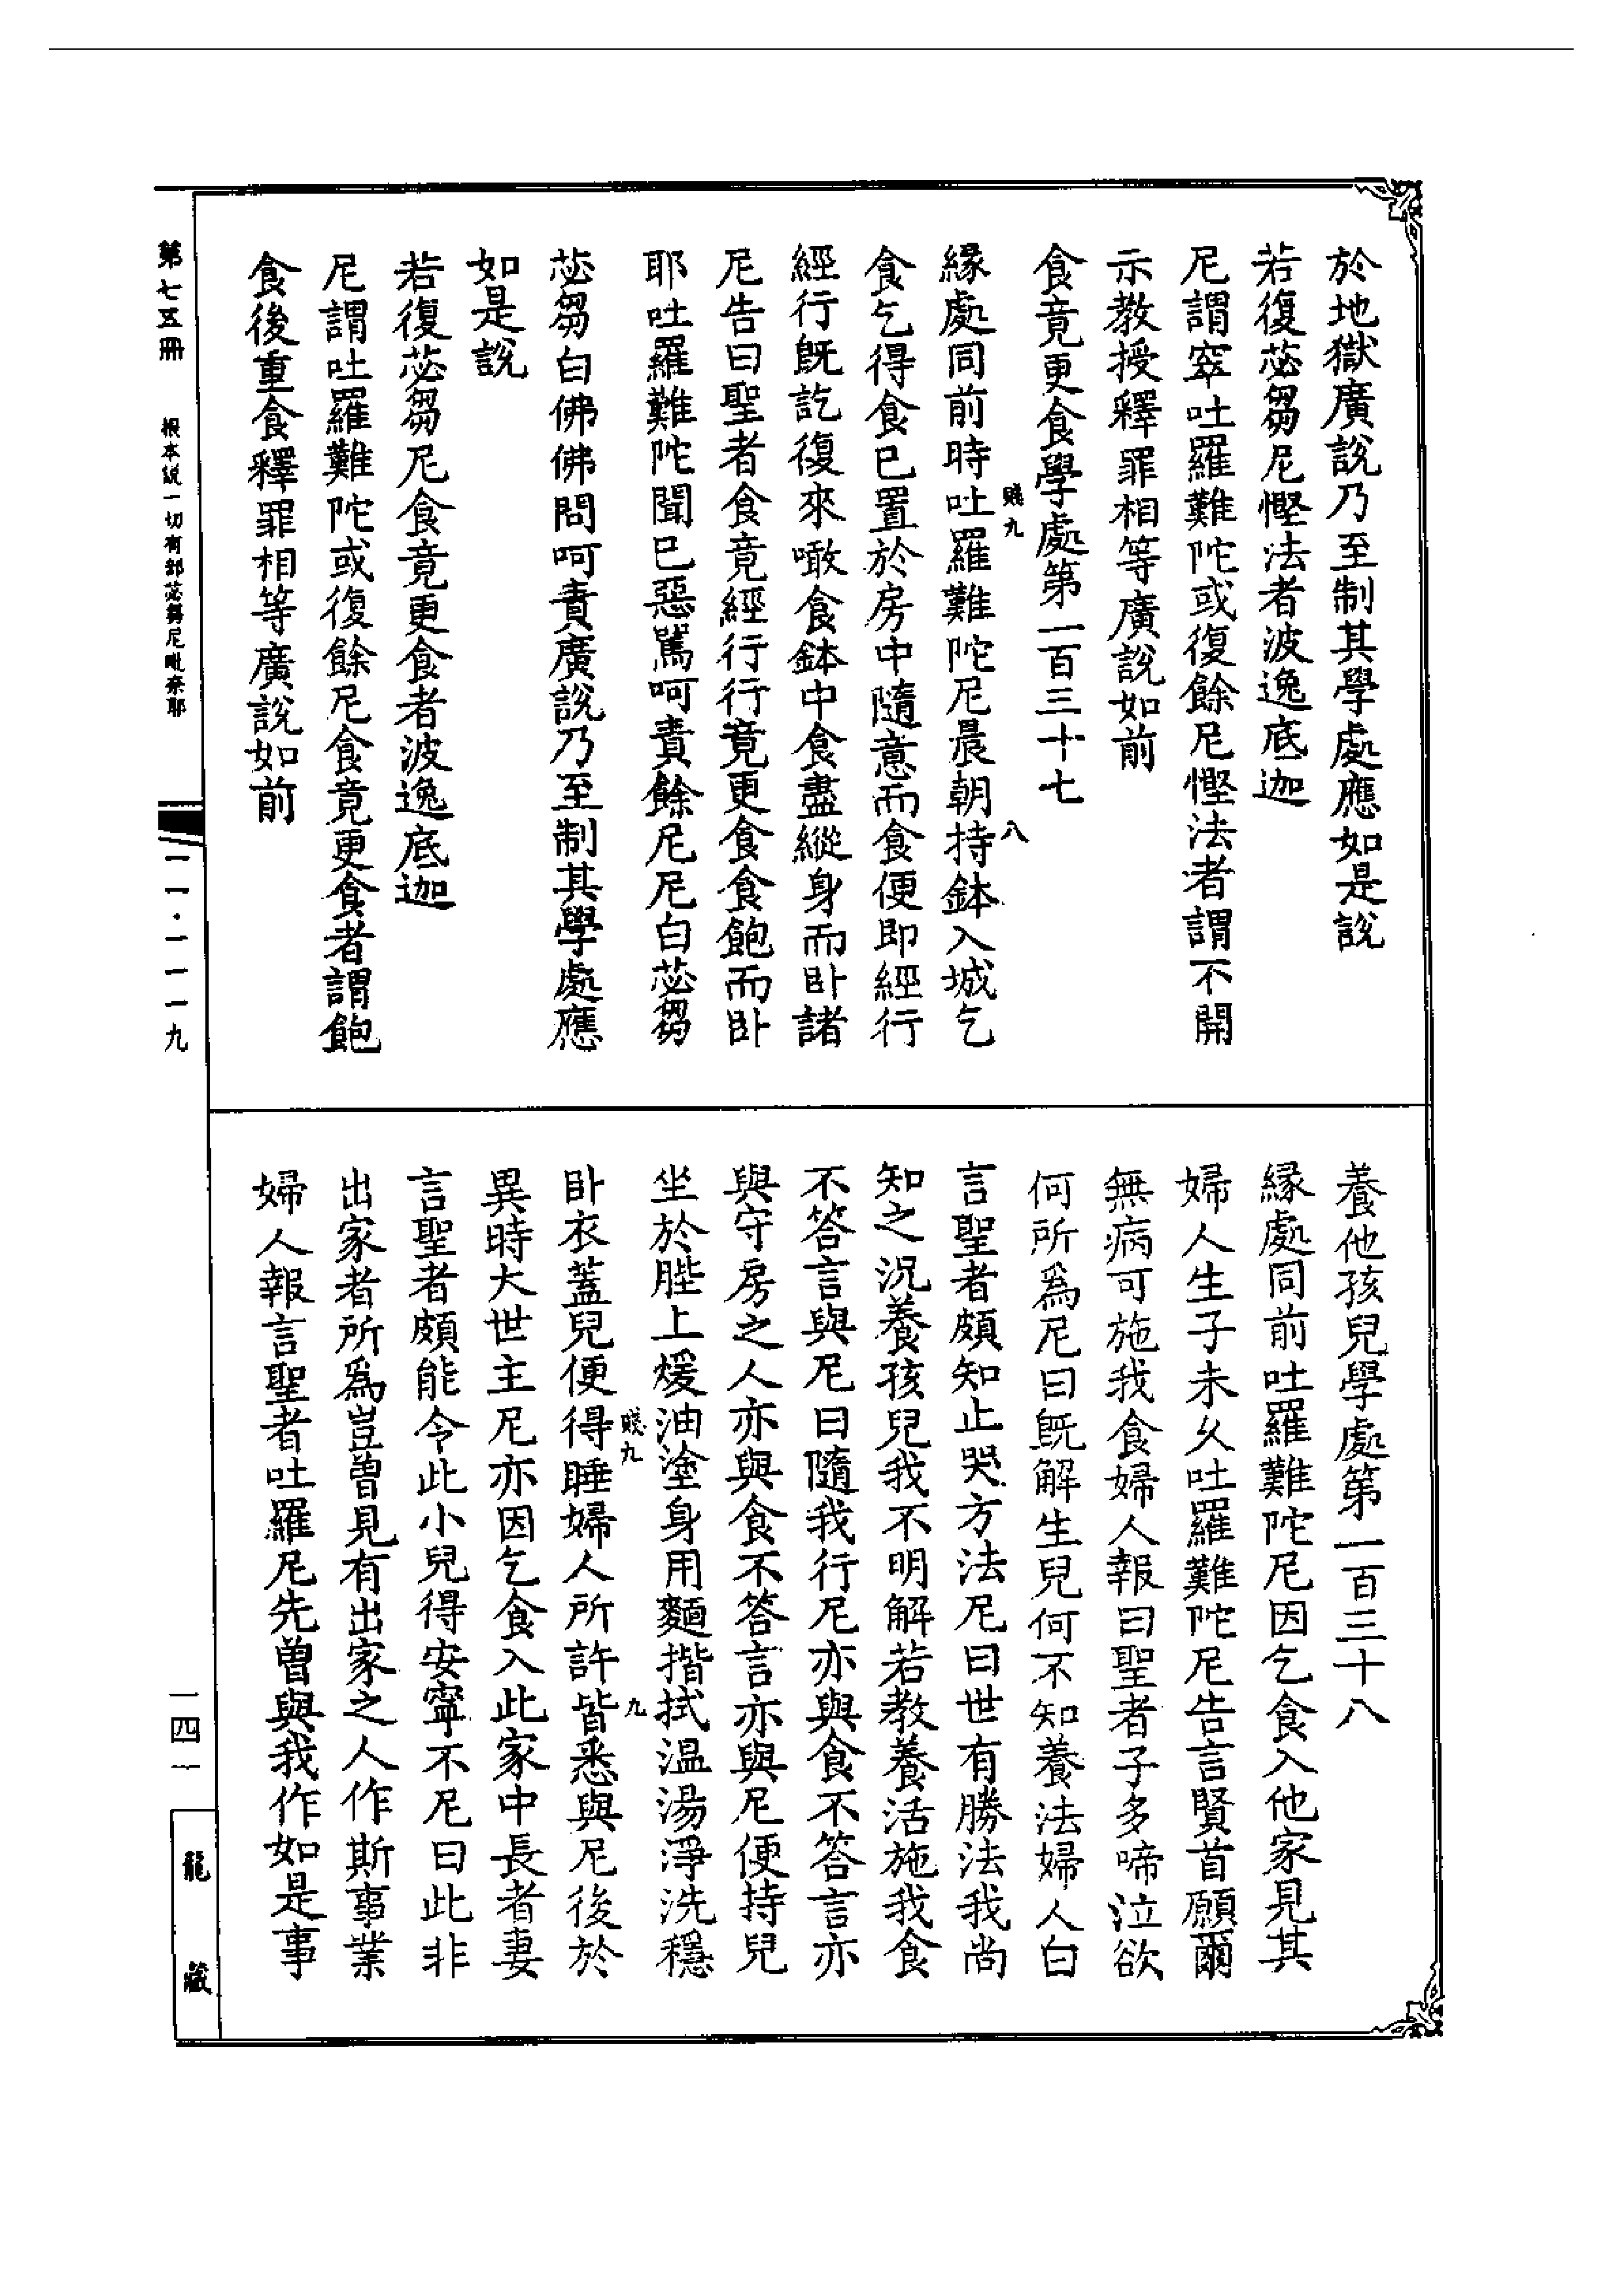 於地獄廣說乃至制其學處應如是說
若復苾芻尼慳法者波逸底迦
尼謂窣吐羅難陀或復餘尼慳法者謂不開
示教授釋罪相等廣說如前
食竟更食學處第一百三十七
賤九
八
緣處同前時吐羅難陀尼晨朝持鉢入城乞
食乞得食已置於房中隨意而食便即經行
經行既訖復來噉食鉢中食盡縱身而卧諸
尼告曰聖者食竟經行行竟更食食飽而卧
耶吐羅難陀聞已惡罵呵責餘尼尼白苾芻
苾芻白佛佛問呵責廣說乃至制其學處應
如是說
若復苾芻尼食竟更食者波逸底迦
尼謂吐羅難陀或復餘尼食竟更食者謂飽
食後重食釋罪相等廣說如前
養他孩兒學處第一百三十八
緣處同前吐羅難陀尼因乞食入他家見其
婦人生子未久吐羅難陀尼告言賢首願爾
無病可施我食婦人報曰聖者子多啼泣欲
何所爲尼曰既解生兒何不知養法婦人白
言聖者頗知止哭方法尼曰世有勝法我尚
知之況養孩兒我不明解若教養活施我食
不答言與尼曰隨我行尼亦與食不答言亦
與守房之人亦與食不答言亦與尼便持兒
坐於髀上煖油塗身用麵揩拭温湯淨洗穩
賤九
九
卧衣蓋兒便得睡婦人所許皆悉與尼後於
異時大世主尼亦因乞食入此家中長者妻
言聖者頗能令此小兒得安寧不尼曰此非
出家者所爲豈曾見有出家之人作斯事業
婦人報言聖者吐羅尼先曾與我作如是事
第七五冊
根本說一切有部苾芻尼毗奈耶
一一·一一一九
一四一
龍藏